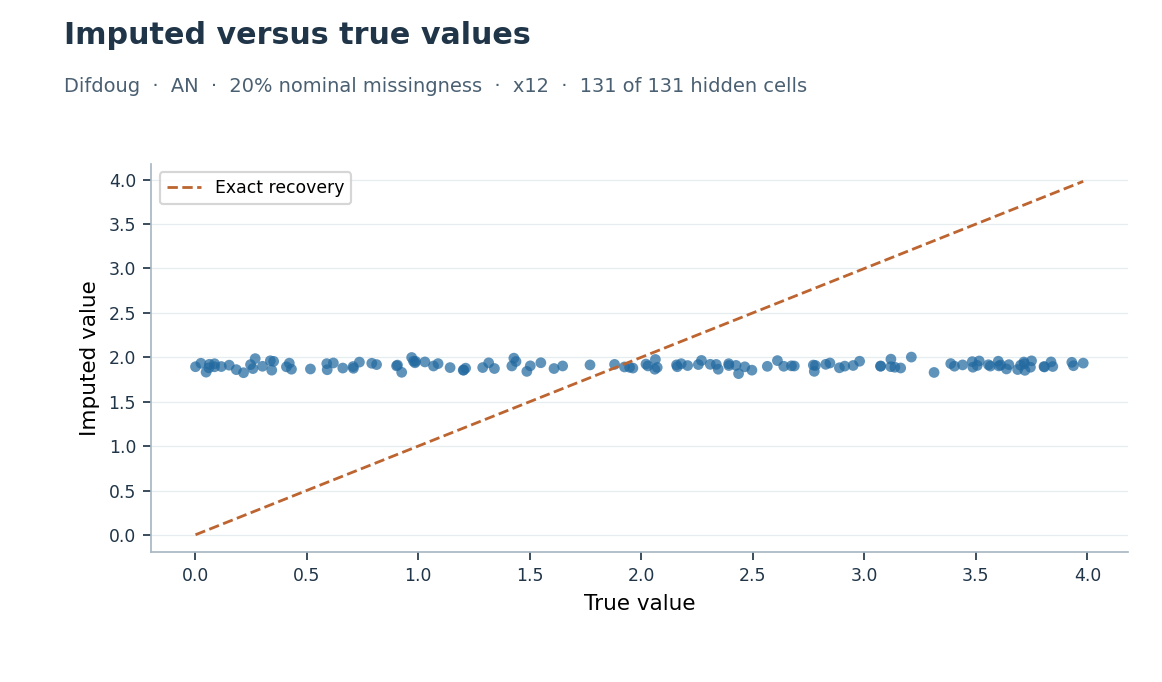 Imputed versus true values
Difdoug · AN · 20% nominal missingness · x12 · 131 of 131 hidden cells
Exact recovery
4.0
3.5
3.0
2.5
2.0
1.5
1.0
0.5
0.0
Imputed value
0.0 0.5 1.0 1.5 2.0 2.5 3.0 3.5 4.0
True value